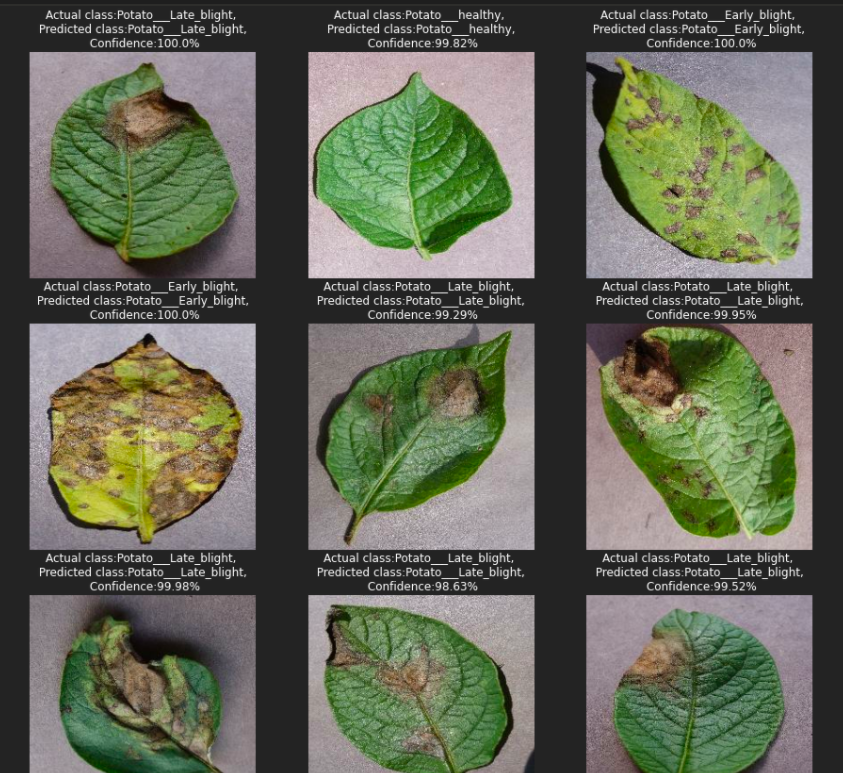 Actual class:Potato___Late_blight,
Predicted class:Potato___Late_blight,
Confidence:100.0%
Actual class:Potato___healthy,
Predicted class:Potato___healthy,
Confidence:99.82%
Actual class:Potato___Early_blight,
Predicted class:Potato___Early_blight,
Confidence:100.0%
Actual class:Potato___Early_blight,
Predicted class:Potato___Early_blight,
Confidence:100.0%
Actual class:Potato___Late_blight,
Predicted class:Potato___Late_blight,
Confidence:99.29%
Actual class:Potato___Late_blight,
Predicted class:Potato___Late_blight,
Confidence:99.95%
Actual class:Potato___Late_blight,
Predicted class:Potato___Late_blight,
Confidence:99.98%
Actual class:Potato___Late_blight,
Predicted class:Potato___Late_blight,
Confidence:98.63%
Actual class:Potato___Late_blight,
Predicted class:Potato___Late_blight,
Confidence:99.52%